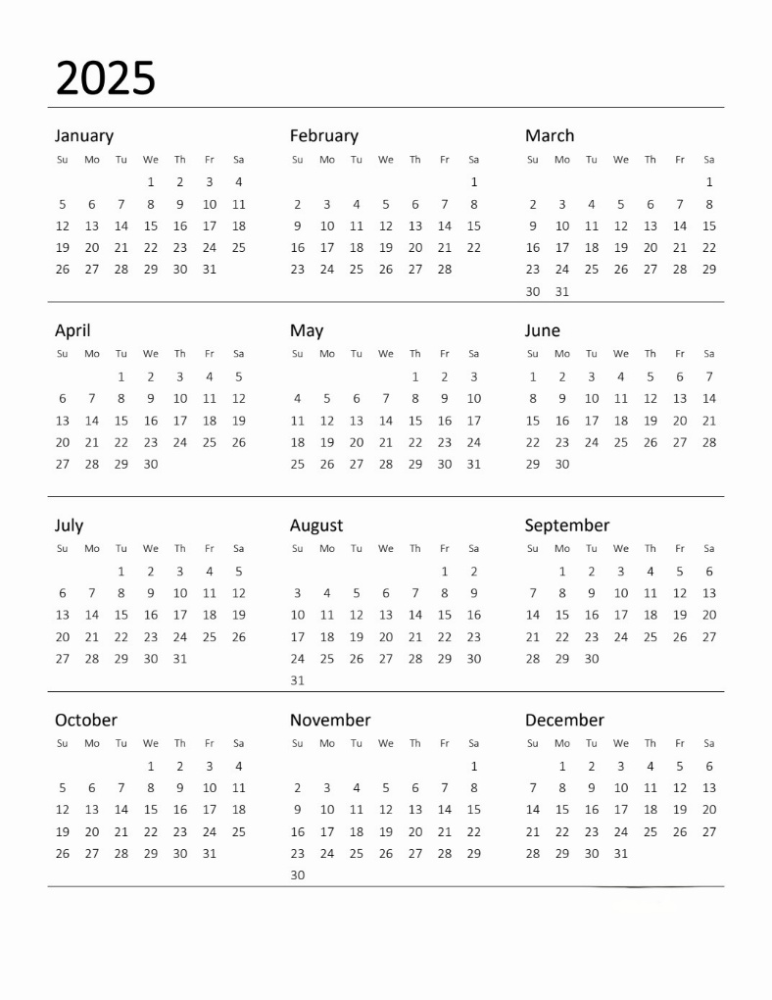 2025
January
Su Mo Tu We Th Fr Sa
1 2 3 4
5 6 7 8 9 10 11
12 13 14 15 16 17 18
19 20 21 22 23 24 25
26 27 28 29 30 31
February
Su Mo Tu We Th Fr Sa
1
2 3 4 5 6 7 8
9 10 11 12 13 14 15
16 17 18 19 20 21 22
23 24 25 26 27 28
March
Su Mo Tu We Th Fr Sa
1
2 3 4 5 6 7 8
9 10 11 12 13 14 15
16 17 18 19 20 21 22
23 24 25 26 27 28 29
30 31
April
Su Mo Tu We Th Fr Sa
1 2 3 4 5
6 7 8 9 10 11 12
13 14 15 16 17 18 19
20 21 22 23 24 25 26
27 28 29 30
May
Su Mo Tu We Th Fr Sa
1 2 3
4 5 6 7 8 9 10
11 12 13 14 15 16 17
18 19 20 21 22 23 24
25 26 27 28 29 30 31
June
Su Mo Tu We Th Fr Sa
1 2 3 4 5 6 7
8 9 10 11 12 13 14
15 16 17 18 19 20 21
22 23 24 25 26 27 28
29 30
July
Su Mo Tu We Th Fr Sa
1 2 3 4 5
6 7 8 9 10 11 12
13 14 15 16 17 18 19
20 21 22 23 24 25 26
27 28 29 30 31
August
Su Mo Tu We Th Fr Sa
1 2
3 4 5 6 7 8 9
10 11 12 13 14 15 16
17 18 19 20 21 22 23
24 25 26 27 28 29 30
31
September
Su Mo Tu We Th Fr Sa
1 2 3 4 5 6
7 8 9 10 11 12 13
14 15 16 17 18 19 20
21 22 23 24 25 26 27
28 29 30
October
Su Mo Tu We Th Fr Sa
1 2 3 4
5 6 7 8 9 10 11
12 13 14 15 16 17 18
19 20 21 22 23 24 25
26 27 28 29 30 31
November
Su Mo Tu We Th Fr Sa
1
2 3 4 5 6 7 8
9 10 11 12 13 14 15
16 17 18 19 20 21 22
23 24 25 26 27 28 29
30
December
Su Mo Tu We Th Fr Sa
1 2 3 4 5 6
7 8 9 10 11 12 13
14 15 16 17 18 19 20
21 22 23 24 25 26 27
28 29 30 31